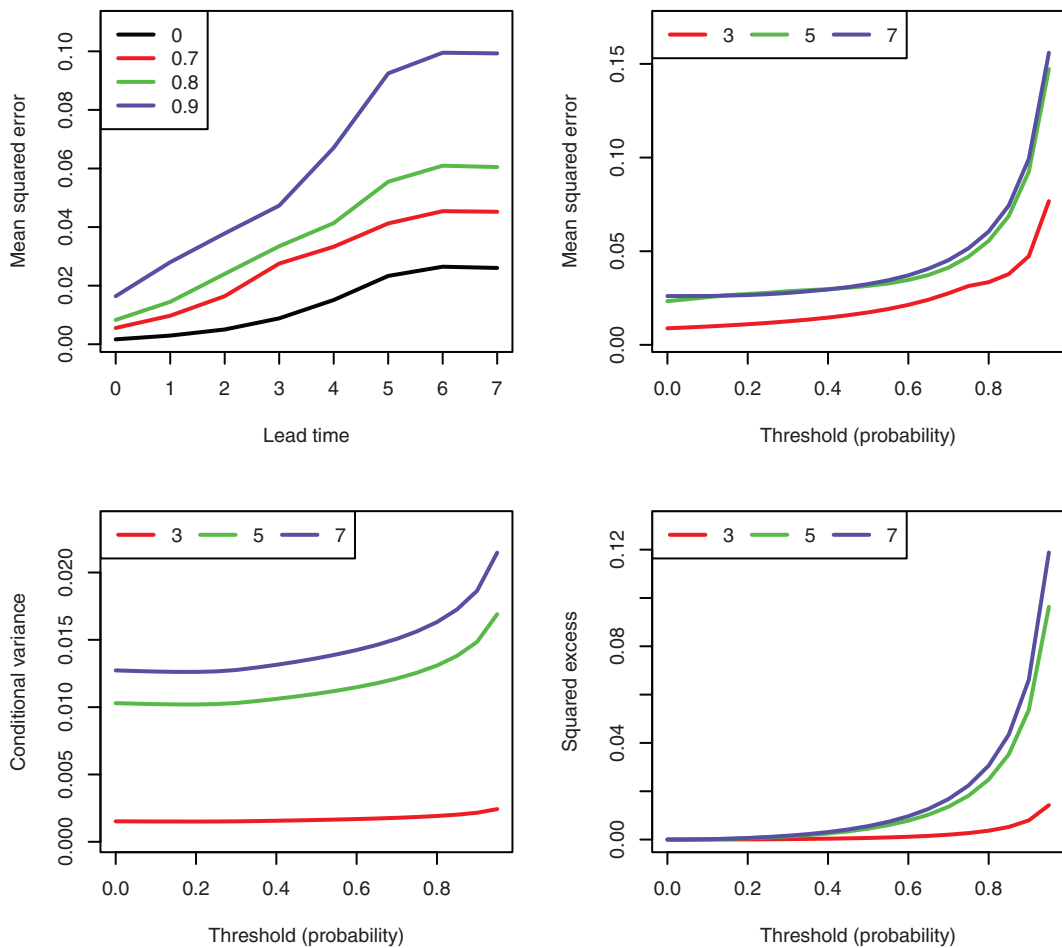 Mean squared error
0.00 0.02 0.04 0.06 0.08 0.10
0
0.7
0.8
0.9
0 1 2 3 4 5 6 7
Lead time
Mean squared error
0.00 0.05 0.10 0.15
3 5 7
0.0 0.2 0.4 0.6 0.8
Threshold (probability)
Conditional variance
0.000 0.005 0.010 0.015 0.020
3 5 7
0.0 0.2 0.4 0.6 0.8
Threshold (probability)
Squared excess
0.00 0.04 0.08 0.12
3 5 7
0.0 0.2 0.4 0.6 0.8
Threshold (probability)